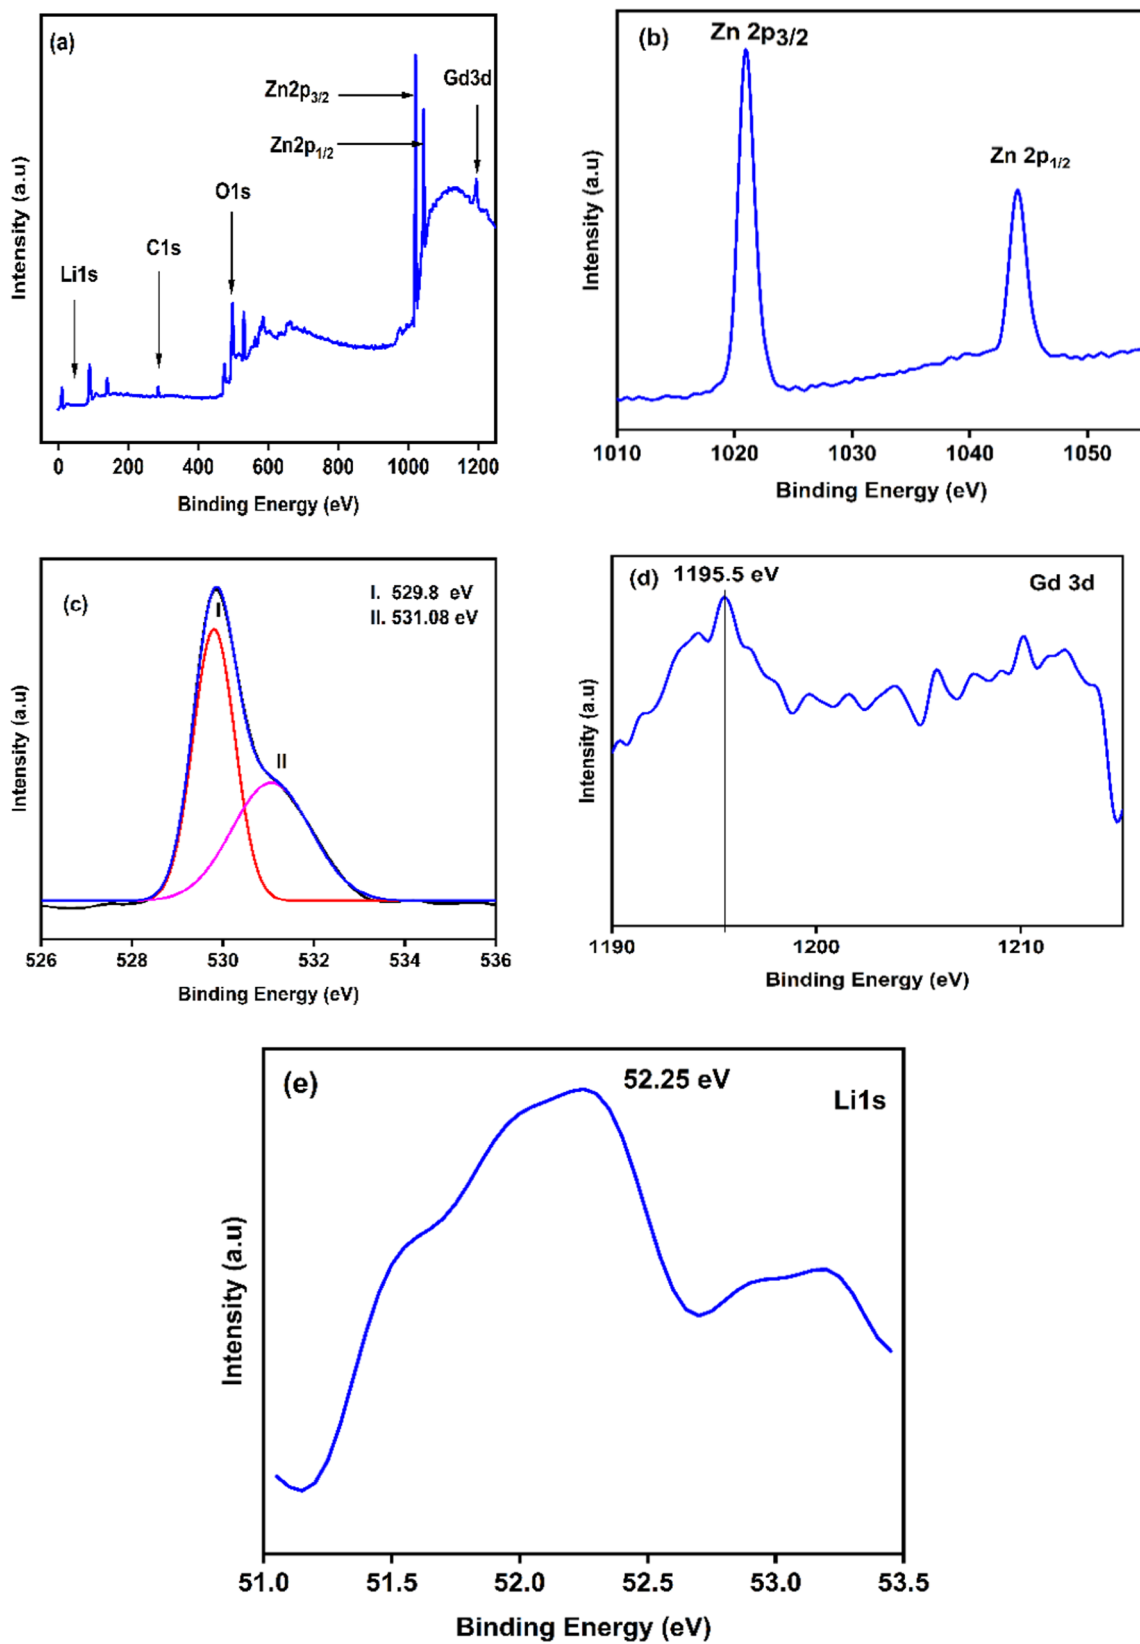 (a)
Zn2p3/2
Gd3d
Zn2p1/2
O1s
C1s
Li1s
Intensity (a.u)
0 200 400 600 800 1000 1200
Binding Energy (eV)
(b)
Zn 2p3/2
Zn 2p1/2
Intensity (a.u)
1010 1020 1030 1040 1050
Binding Energy (eV)
(c)
I. 529.8 eV
II. 531.08 eV
I
II
Intensity (a.u)
526 528 530 532 534 536
Binding Energy (eV)
(d)
1195.5 eV
Gd 3d
Intensity (a.u)
1190 1200 1210
Binding Energy (eV)
(e)
52.25 eV
Li1s
Intensity (a.u)
51.0 51.5 52.0 52.5 53.0 53.5
Binding Energy (eV)